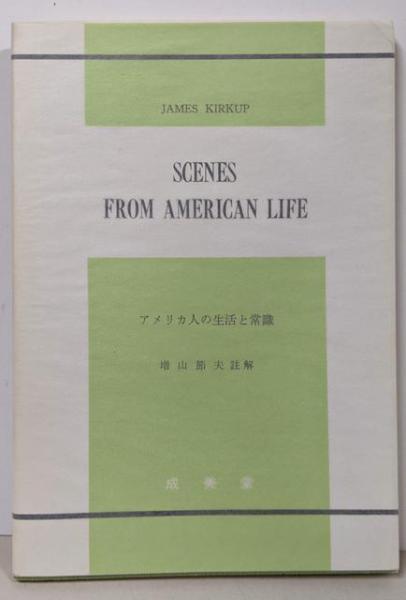 JAMES KIRKUP
SCENES
FROM AMERICAN LIFE
アメリカ人の生活と常識
増山節夫註解
成美堂